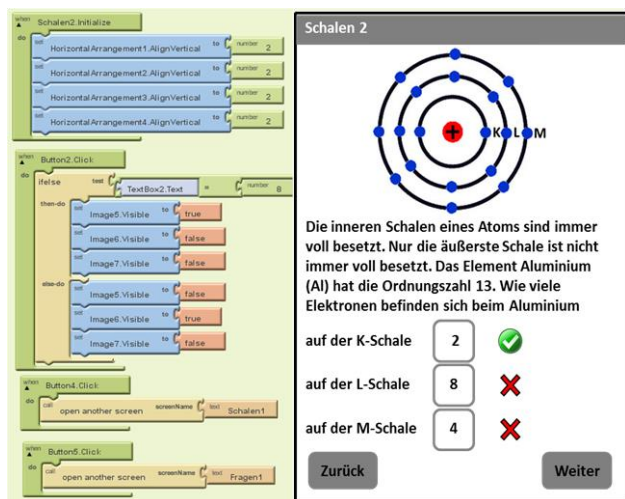 when Schalen2.Initialize
do set HorizontalArrangement1.AlignVertical to number 2
set HorizontalArrangement2.AlignVertical to number 2
set HorizontalArrangement3.AlignVertical to number 2
set HorizontalArrangement4.AlignVertical to number 2
when Button2.Click
do ifelse test TextBox2.Text = number 8
then-do set Image5.Visible to true
set Image6.Visible to false
set Image7.Visible to false
else-do set Image5.Visible to false
set Image6.Visible to true
set Image7.Visible to false
when Button4.Click
do call open another screen screenName text Schalen1
when Button5.Click
do call open another screen screenName text Fragen1
Schalen 2
+ K L M
Die inneren Schalen eines Atoms sind immer
voll besetzt. Nur die äußerste Schale ist nicht
immer voll besetzt. Das Element Aluminium
(Al) hat die Ordnungszahl 13. Wie viele
Elektronen befinden sich beim Aluminium
auf der K-Schale 2
auf der L-Schale 8
auf der M-Schale 4
Zurück Weiter